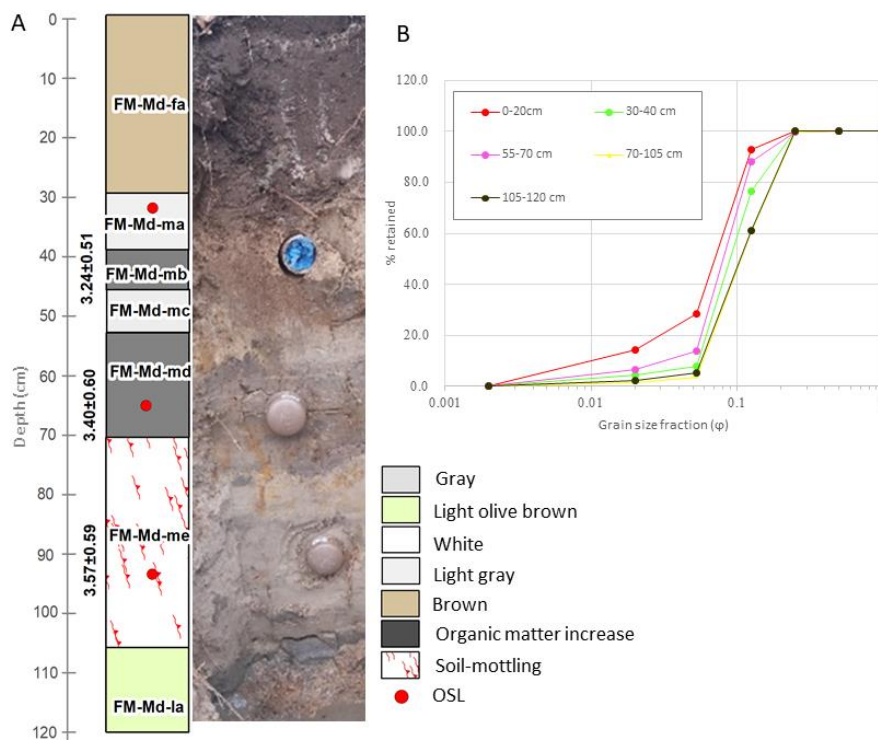 A
0
10
20
30
40
50
60
70
80
90
100
110
120
Depth (cm)
3.24±0.51
3.40±0.60
3.57±0.59
FM-Md-fa
FM-Md-ma
FM-Md-mb
FM-Md-mc
FM-Md-md
FM-Md-me
FM-Md-la
B
120.0
100.0
80.0
60.0
40.0
20.0
0.0
% retained
0-20cm
30-40 cm
55-70 cm
70-105 cm
105-120 cm
0.001
0.01
0.1
Grain size fraction (φ)
Gray
Light olive brown
White
Light gray
Brown
Organic matter increase
Soil-mottling
OSL